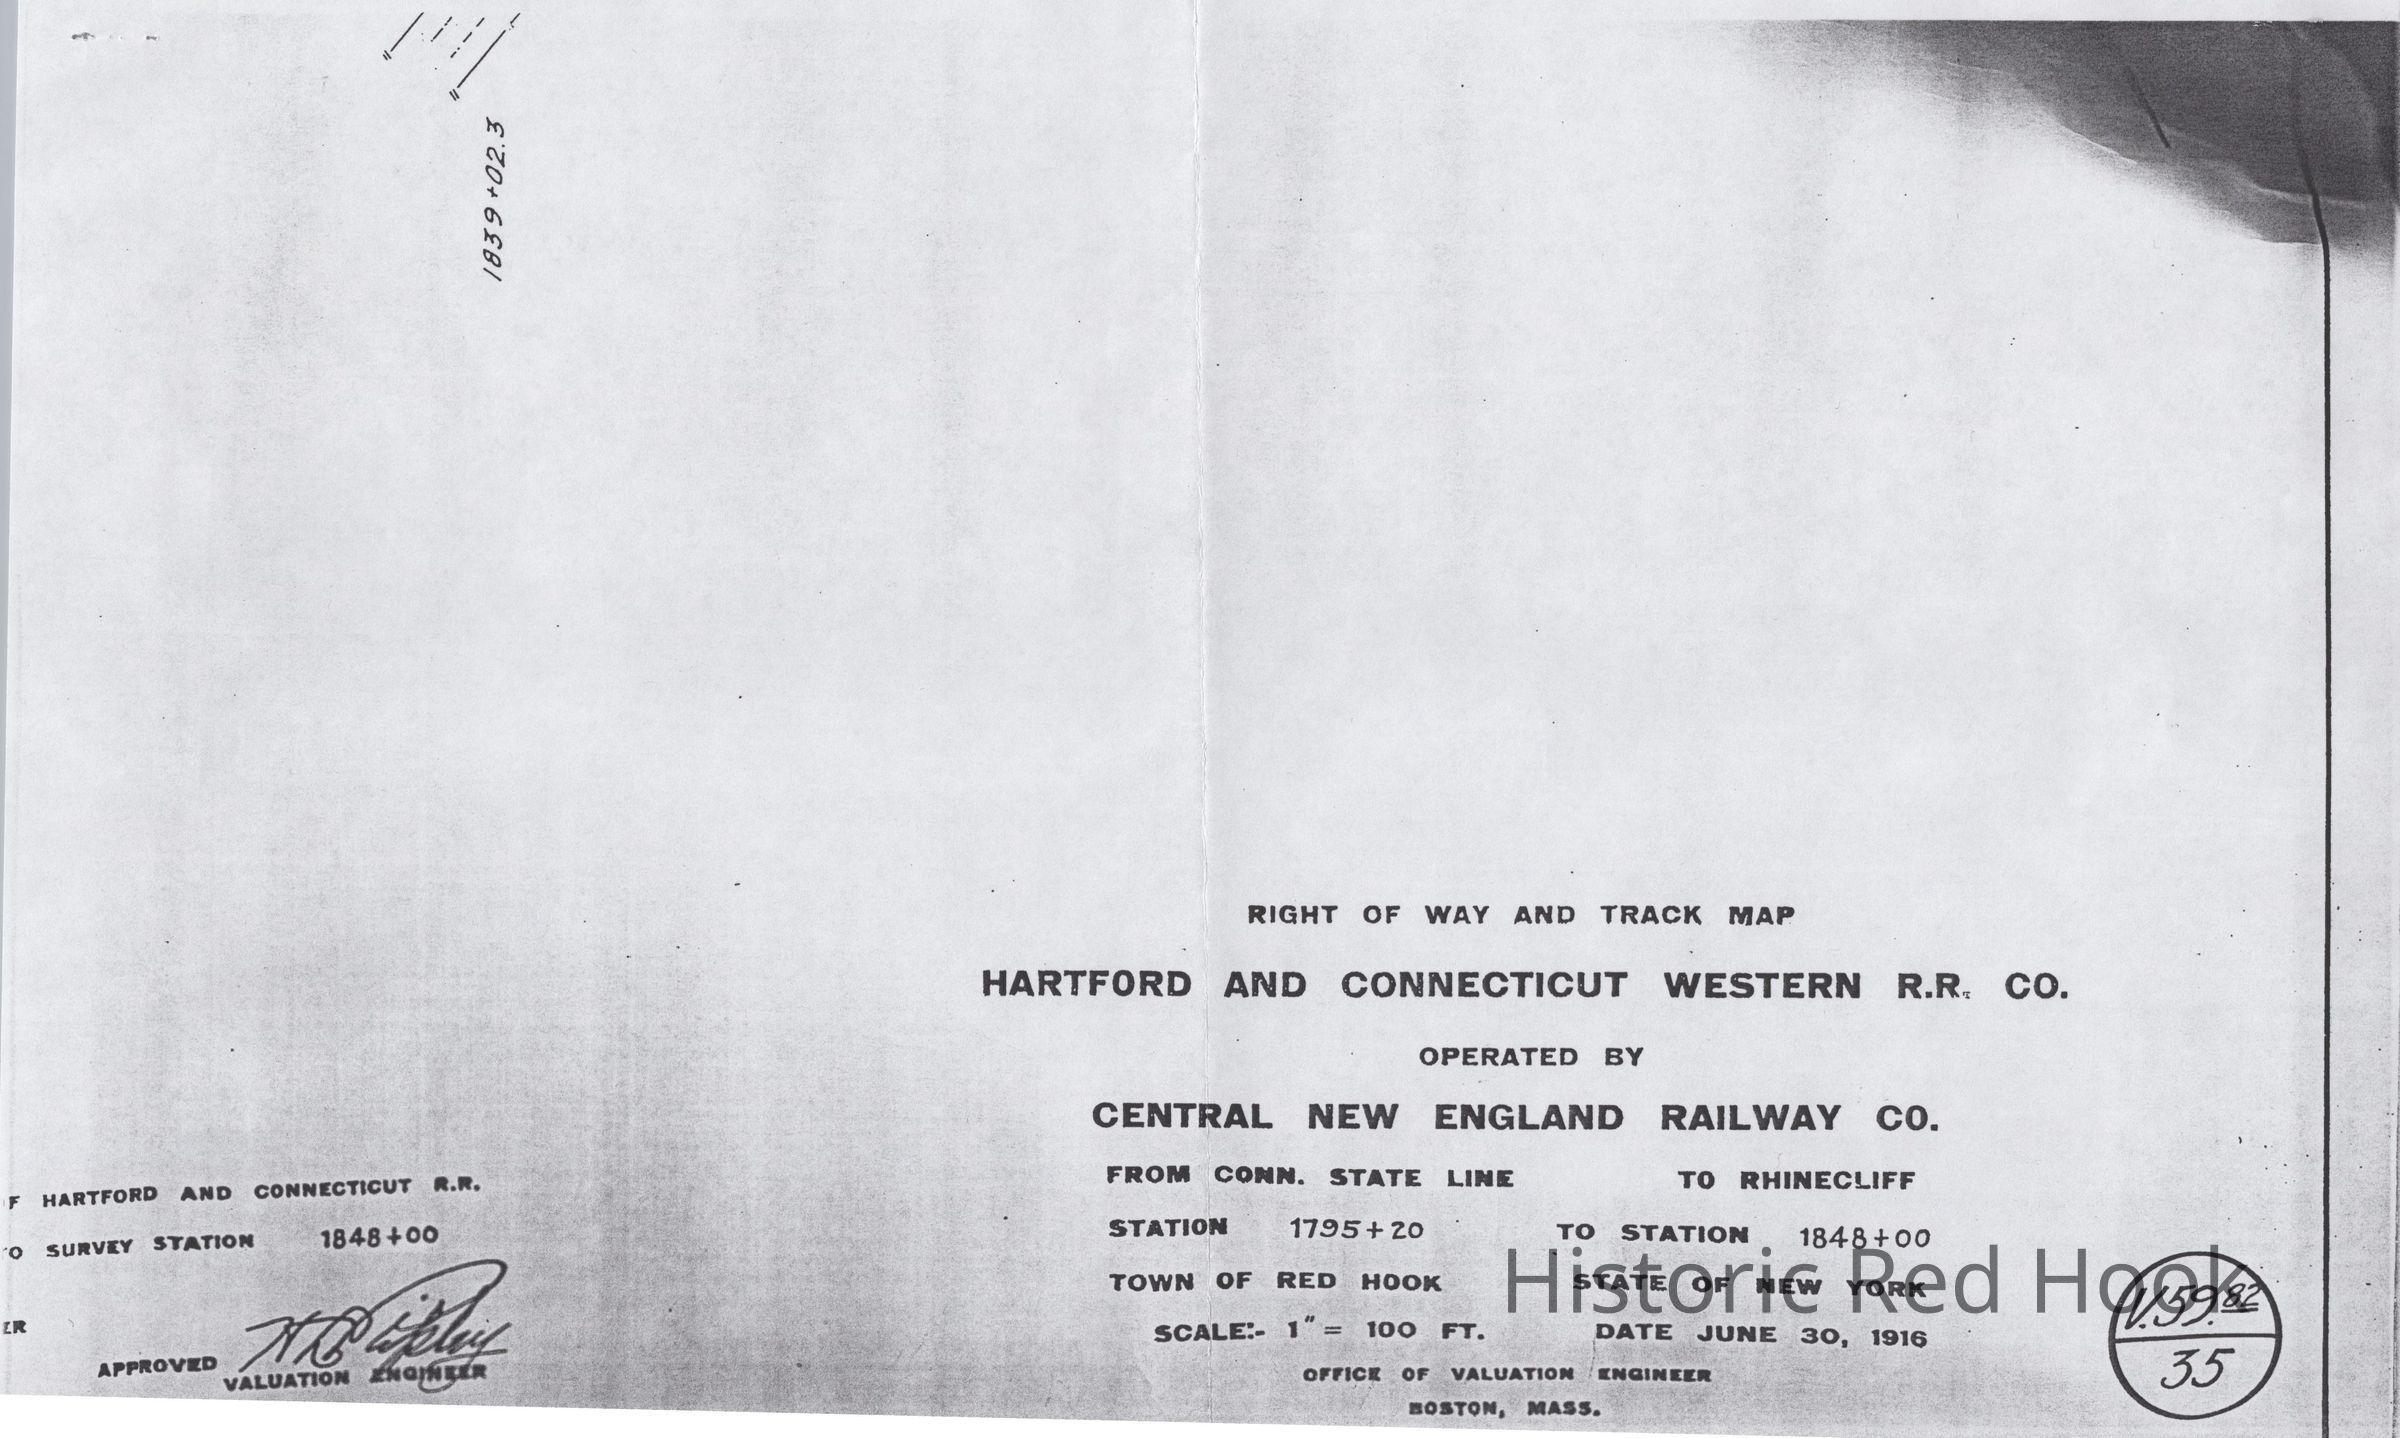 1839+02.3
RIGHT OF WAY AND TRACK MAP
HARTFORD AND CONNECTICUT WESTERN R.R. CO.
OPERATED BY
CENTRAL NEW ENGLAND RAILWAY CO.
FROM CONN. STATE LINE TO RHINECLIFF
STATION 1795+20 TO STATION 1848+00
TOWN OF RED HOOK STATE OF NEW YORK
SCALE:- 1" = 100 FT. DATE JUNE 30, 1916
OFFICE OF VALUATION ENGINEER
BOSTON, MASS.
F HARTFORD AND CONNECTICUT R.R.
O SURVEY STATION 1848+00
ER
APPROVED
VALUATION ENGINEER
V.59.82
35
Historic Red Hook